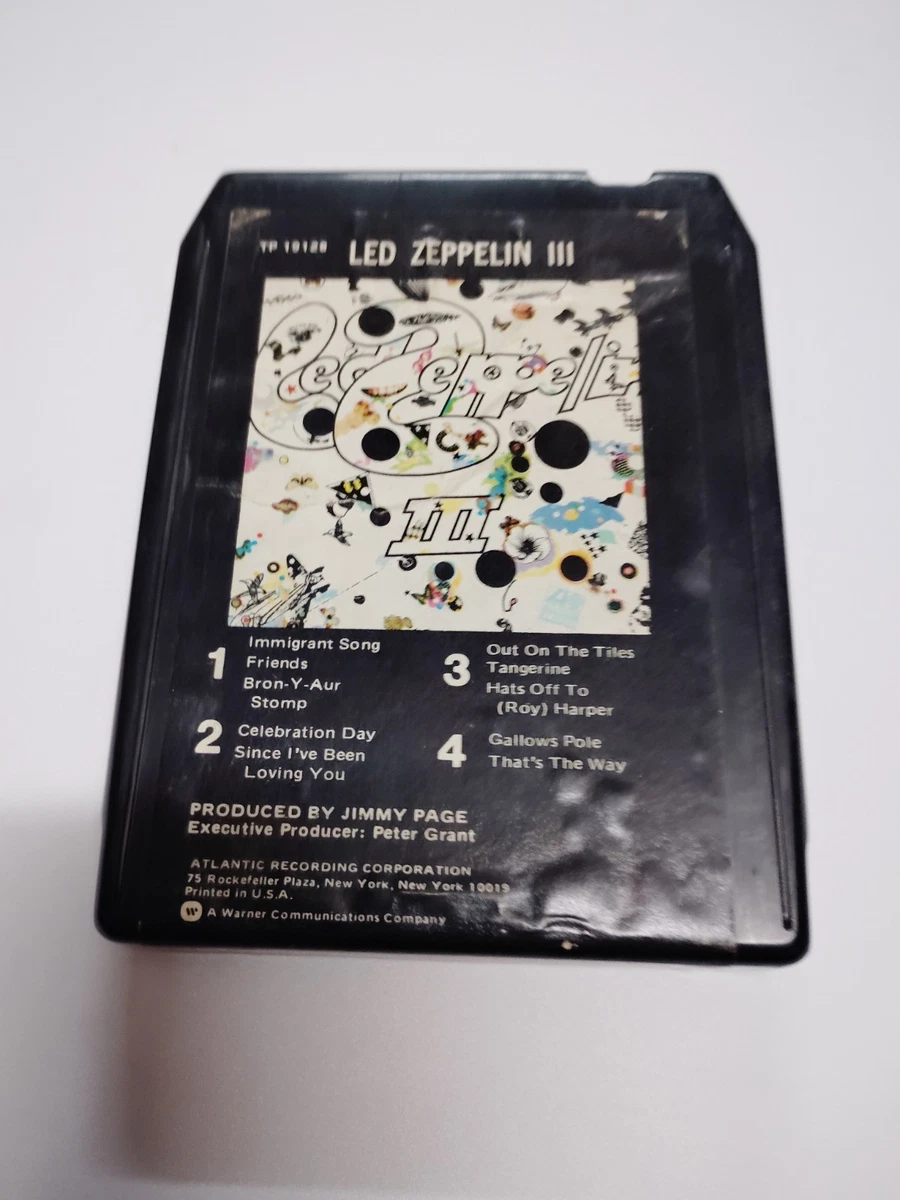 TP 19128 LED ZEPPELIN III
Led Zeppelin
III
1 Immigrant Song
Friends
Bron-Y-Aur
Stomp
2 Celebration Day
Since I've Been
Loving You
3 Out On The Tiles
Tangerine
Hats Off To
(Roy) Harper
4 Gallows Pole
That's The Way
PRODUCED BY JIMMY PAGE
Executive Producer: Peter Grant
ATLANTIC RECORDING CORPORATION
75 Rockefeller Plaza, New York, New York 10019
Printed in U.S.A.
W A Warner Communications Company